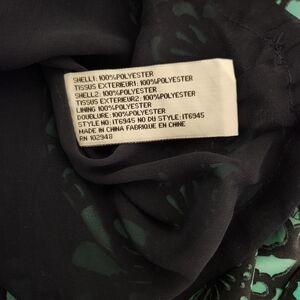 SHELL1: 100%POLYESTER
TISSUS EXTERIEUR1: 100%POLYESTER
SHELL2: 100%POLYESTER
TISSUS EXTERIEUR2: 100%POLYESTER
LINING 100%POLYESTER
DOUBLURE: 100%POLYESTER
STYLE NO: IT6945 NO DU STYLE: IT6945
MADE IN CHINA FABRIQUE EN CHINE
RN 102948